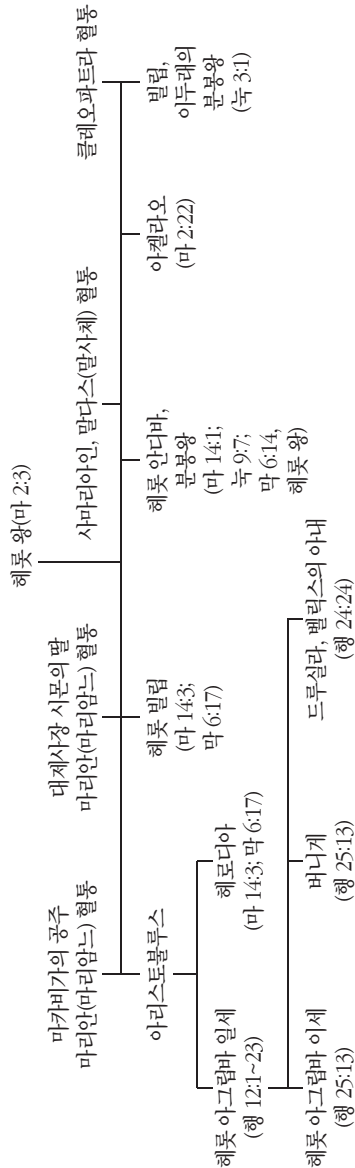 헤롯 왕(마 2:3)
마카비가의 공주
마리안(마리암느) 혈통
대제사장 시몬의 딸
마리안(마리암느) 혈통
사마리아인, 말다스(말사체) 혈통
클레오파트라 혈통
아리스토불루스
헤롯 빌립
(마 14:3;
막 6:17)
헤롯 안디바,
분봉왕
(마 14:1;
눅 9:7;
막 6:14,
헤롯 왕)
아켈라오
(마 2:22)
빌립,
이두래의
분봉왕
(눅 3:1)
헤롯 아그립바 일세
(행 12:1~23)
헤로디아
(마 14:3; 막 6:17)
헤롯 아그립바 이세
(행 25:13)
버니게
(행 25:13)
드루실라, 벨릭스의 아내
(행 24:24)